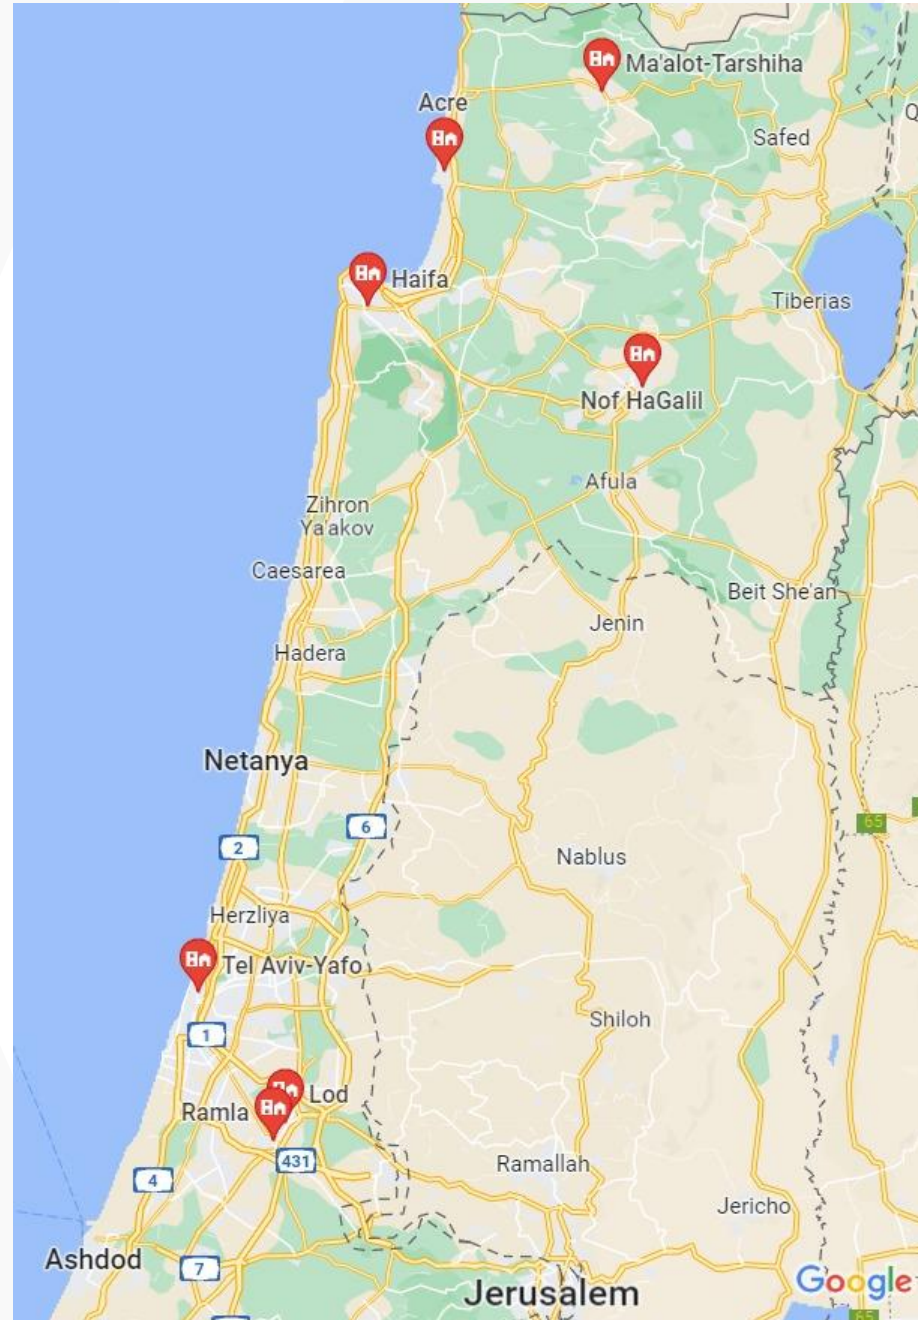 Ma'alot-Tarshiha
Acre
Safed
Q
Haifa
Tiberias
Nof HaGalil
Afula
Zihron
Ya'akov
Caesarea
Beit She'an
Jenin
Hadera
Netanya
6
65
2
Nablus
Herzliya
Tel Aviv-Yafo
Shiloh
1
Lod
Ramla
431
Ramallah
4
Jericho
Ashdod
7
Google
Jerusalem
65